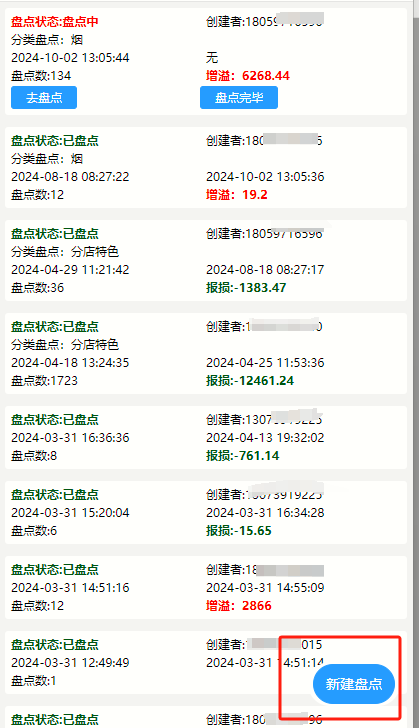 盘点状态:盘点中 创建者:18059716596
分类盘点：烟
2024-10-02 13:05:44 无
盘点数:134 增溢：6268.44
去盘点 盘点完毕
盘点状态:已盘点 创建者:180
分类盘点：烟
2024-08-18 08:27:22 2024-10-02 13:05:36
盘点数:12 增溢：19.2
盘点状态:已盘点 创建者:18059716596
分类盘点：分店特色
2024-04-29 11:21:42 2024-08-18 08:27:17
盘点数:36 报损:-1383.47
盘点状态:已盘点 创建者:1
分类盘点：分店特色
2024-04-18 13:24:35 2024-04-25 11:53:36
盘点数:1723 报损:-12461.24
盘点状态:已盘点 创建者:1307
2024-03-31 16:36:36 2024-04-13 19:32:02
盘点数:8 报损:-761.14
盘点状态:已盘点 创建者:
2024-03-31 15:20:04 2024-03-31 16:34:28
盘点数:6 报损:-15.65
盘点状态:已盘点 创建者:18
2024-03-31 14:51:16 2024-03-31 14:55:09
盘点数:12 增溢：2866
盘点状态:已盘点 创建者:1 015
2024-03-31 12:49:49 2024-03-31 14:51:14
盘点数:1
新建盘点
盘点状态:已盘点 创建者:180 96